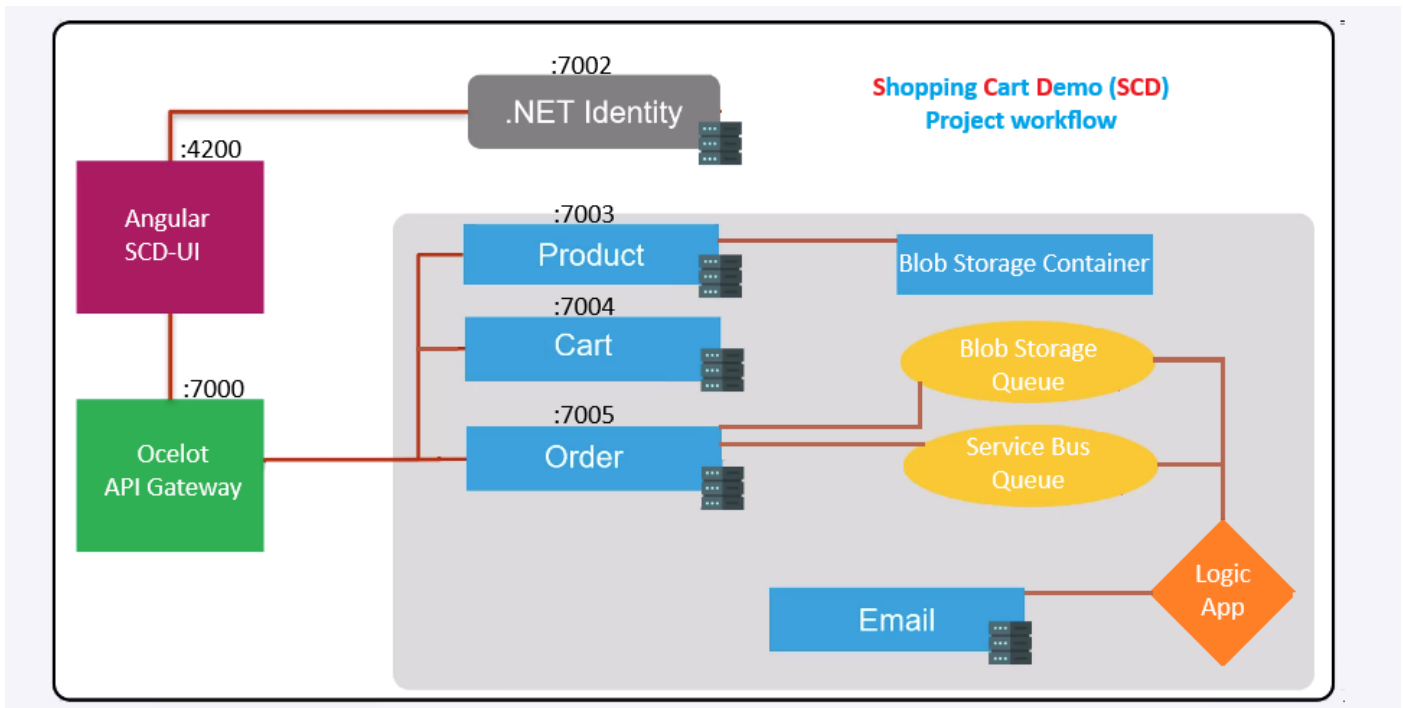 :7002
.NET Identity
Shopping Cart Demo (SCD)
Project workflow
:4200
Angular
SCD-UI
:7003
Product
Blob Storage Container
:7004
Cart
Blob Storage
Queue
:7000
Ocelot
API Gateway
:7005
Order
Service Bus
Queue
Logic
App
Email